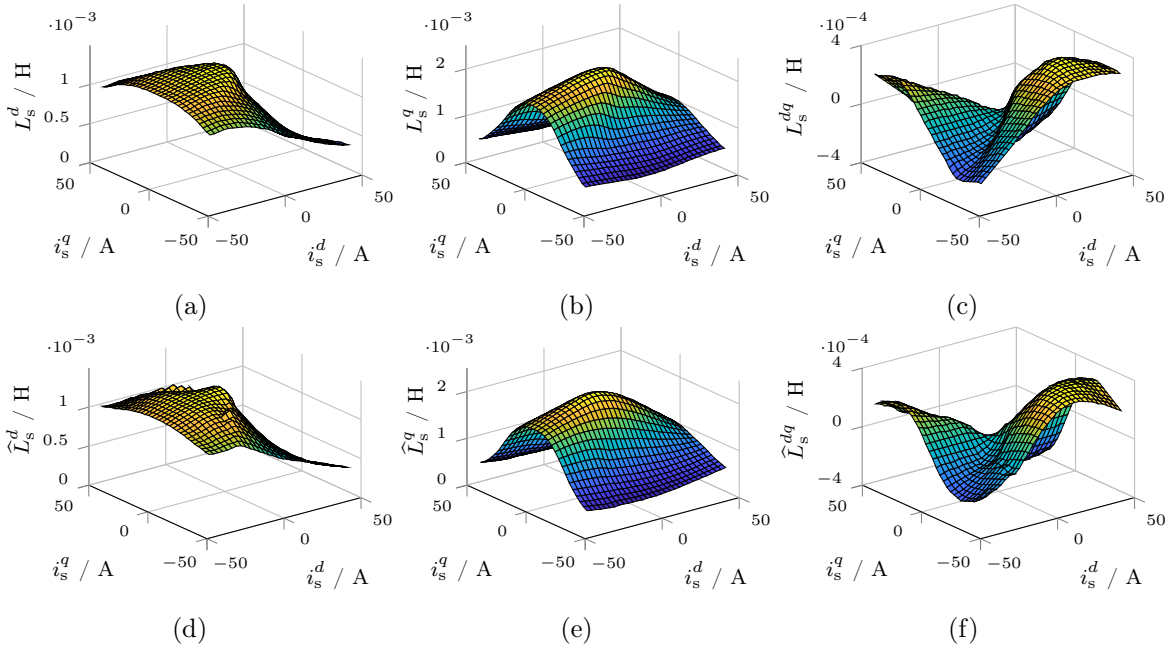 ·10⁻³
1
0.5
0
50
0
−50
−50
0
50
L_s^d / H
i_s^q / A
i_s^d / A
(a)
·10⁻³
2
1
0
50
0
−50
−50
0
50
L_s^q / H
i_s^q / A
i_s^d / A
(b)
·10⁻⁴
4
0
−4
50
0
−50
−50
0
50
L_s^{dq} / H
i_s^q / A
i_s^d / A
(c)
·10⁻³
1
0.5
0
50
0
−50
−50
0
50
L̂_s^d / H
i_s^q / A
i_s^d / A
(d)
·10⁻³
2
1
0
50
0
−50
−50
0
50
L̂_s^q / H
i_s^q / A
i_s^d / A
(e)
·10⁻⁴
4
0
−4
50
0
−50
−50
0
50
L̂_s^{dq} / H
i_s^q / A
i_s^d / A
(f)